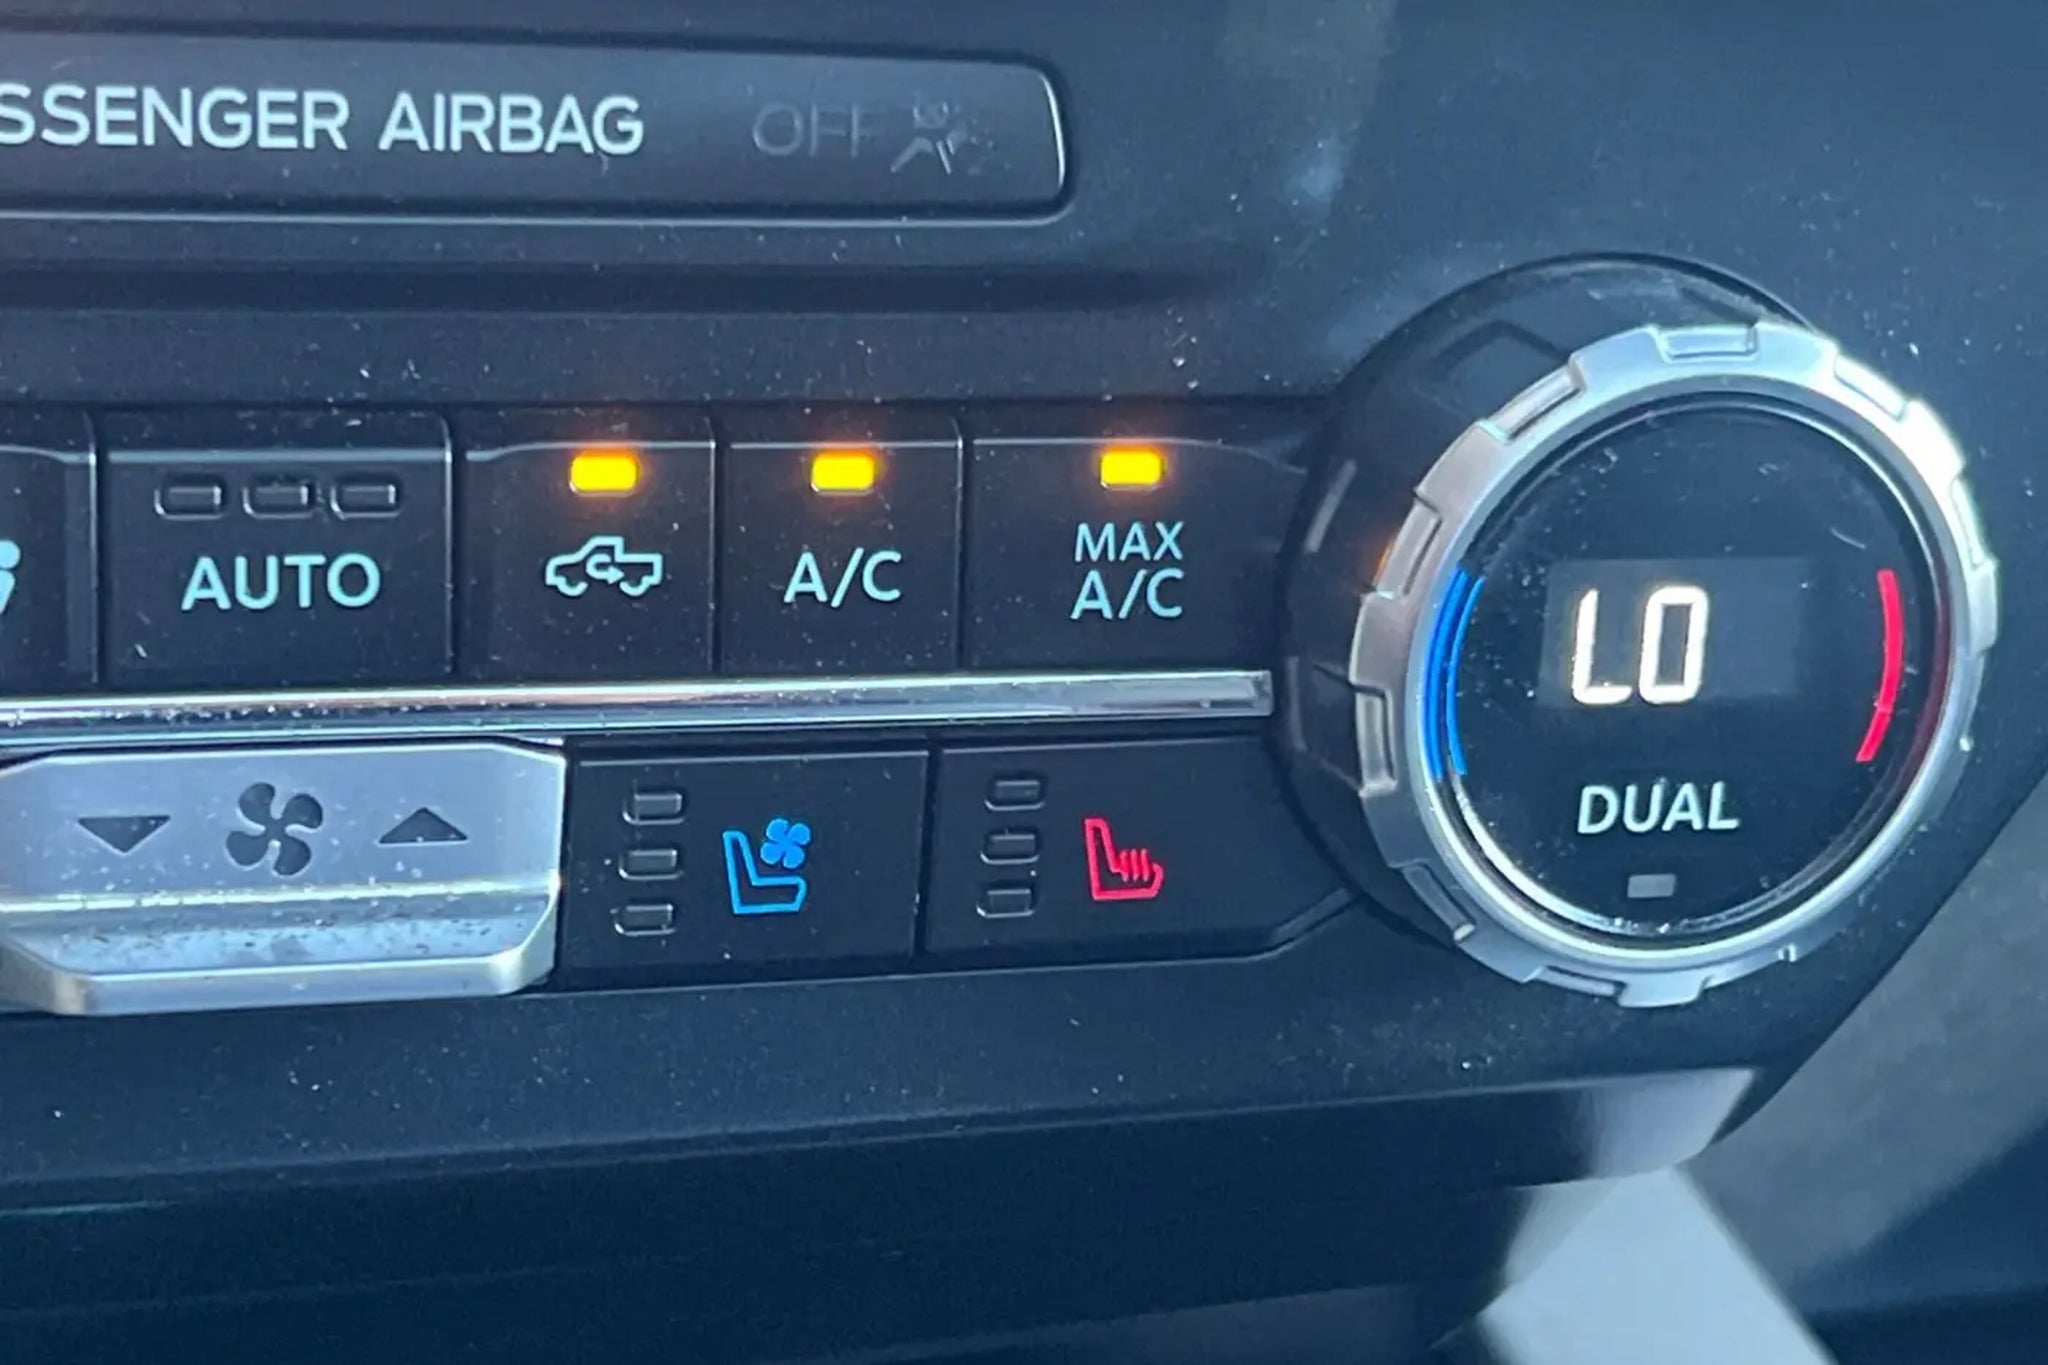 SSENGER AIRBAG OFF
AUTO
A/C
MAX
A/C
LO
DUAL